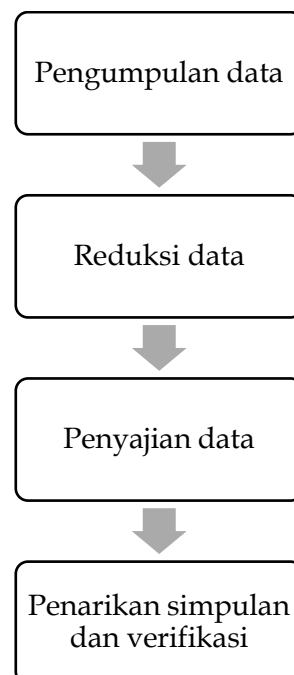 Pengumpulan data
Reduksi data
Penyajian data
Penarikan simpulan
dan verifikasi